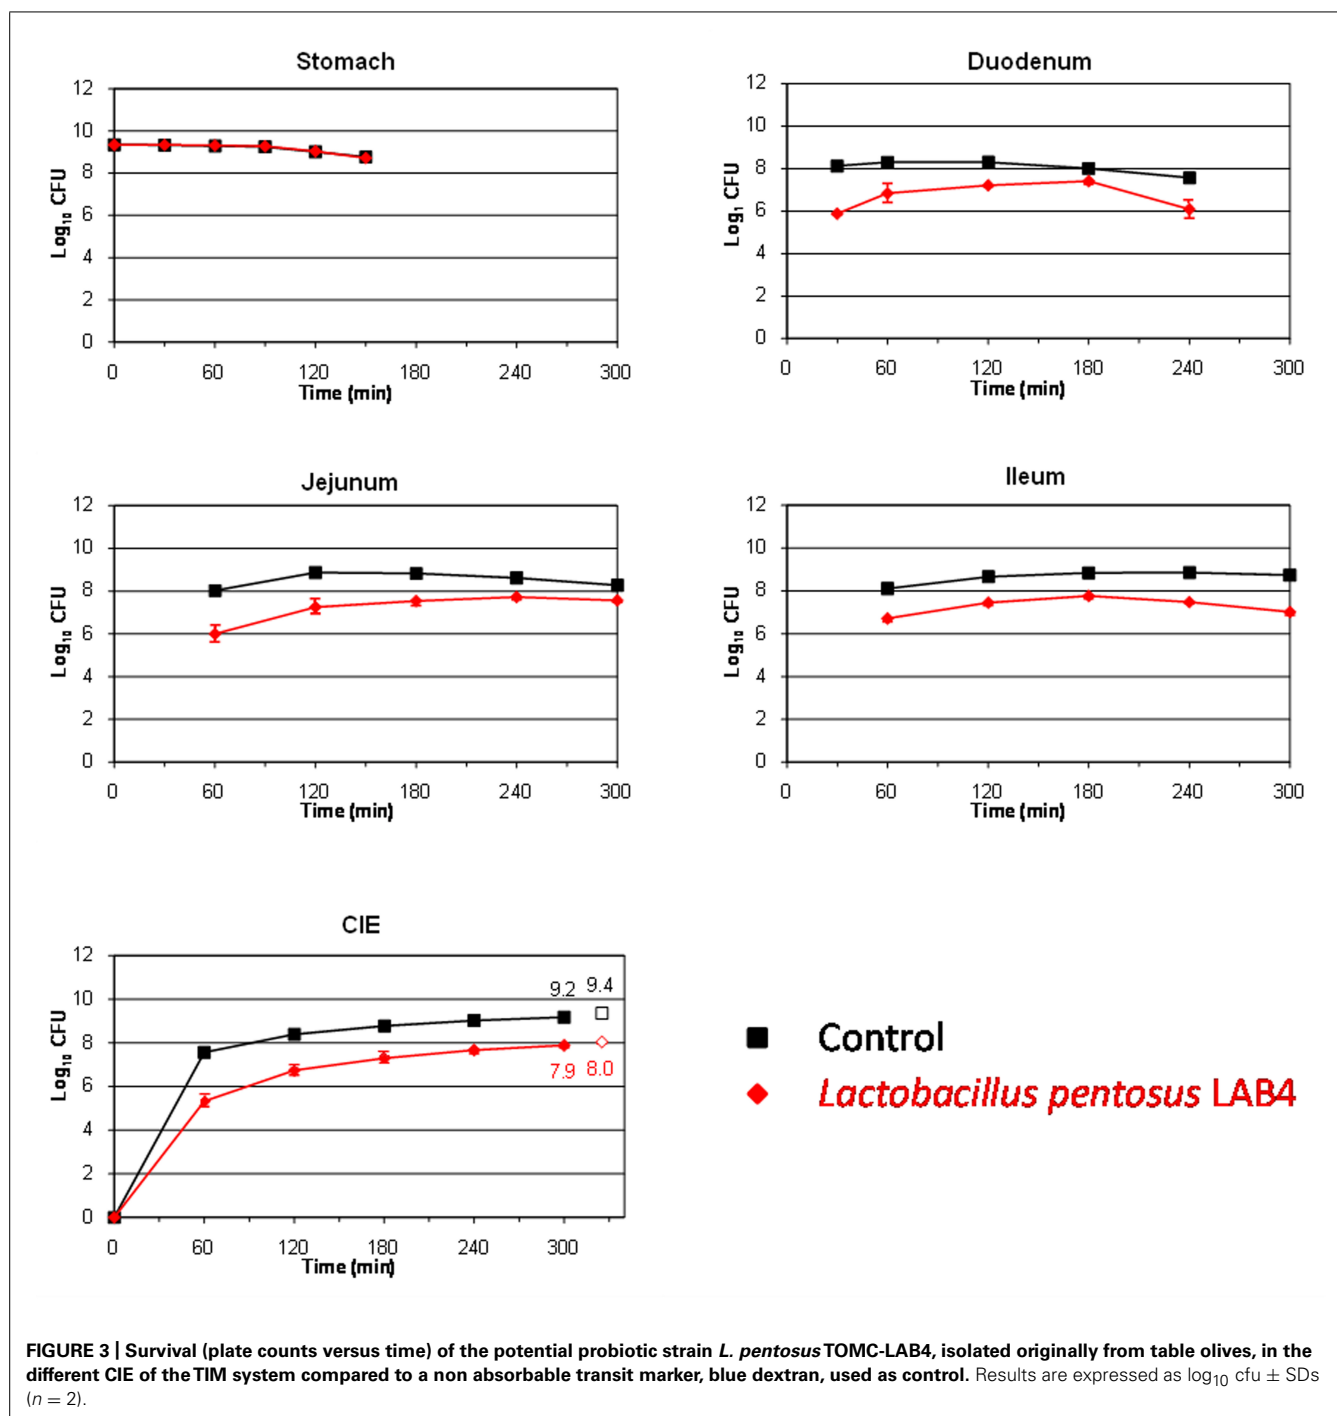 Stomach
12
10
8
6
4
2
0
Log10 CFU
0 60 120 180 240 300
Time (min)
Duodenum
12
10
8
6
4
2
0
Log1 CFU
0 60 120 180 240 300
Time (min)
Jejunum
12
10
8
6
4
2
0
Log10 CFU
0 60 120 180 240 300
Time (min)
Ileum
12
10
8
6
4
2
0
Log10 CFU
0 60 120 180 240 300
Time (min)
CIE
12
10
8
6
4
2
0
Log10 CFU
9.2 9.4
7.9 8.0
0 60 120 180 240 300
Time (min)
Control
Lactobacillus pentosus LAB4
FIGURE 3 | Survival (plate counts versus time) of the potential probiotic strain L. pentosus TOMC-LAB4, isolated originally from table olives, in the
different CIE of the TIM system compared to a non absorbable transit marker, blue dextran, used as control. Results are expressed as log10 cfu ± SDs
(n = 2).